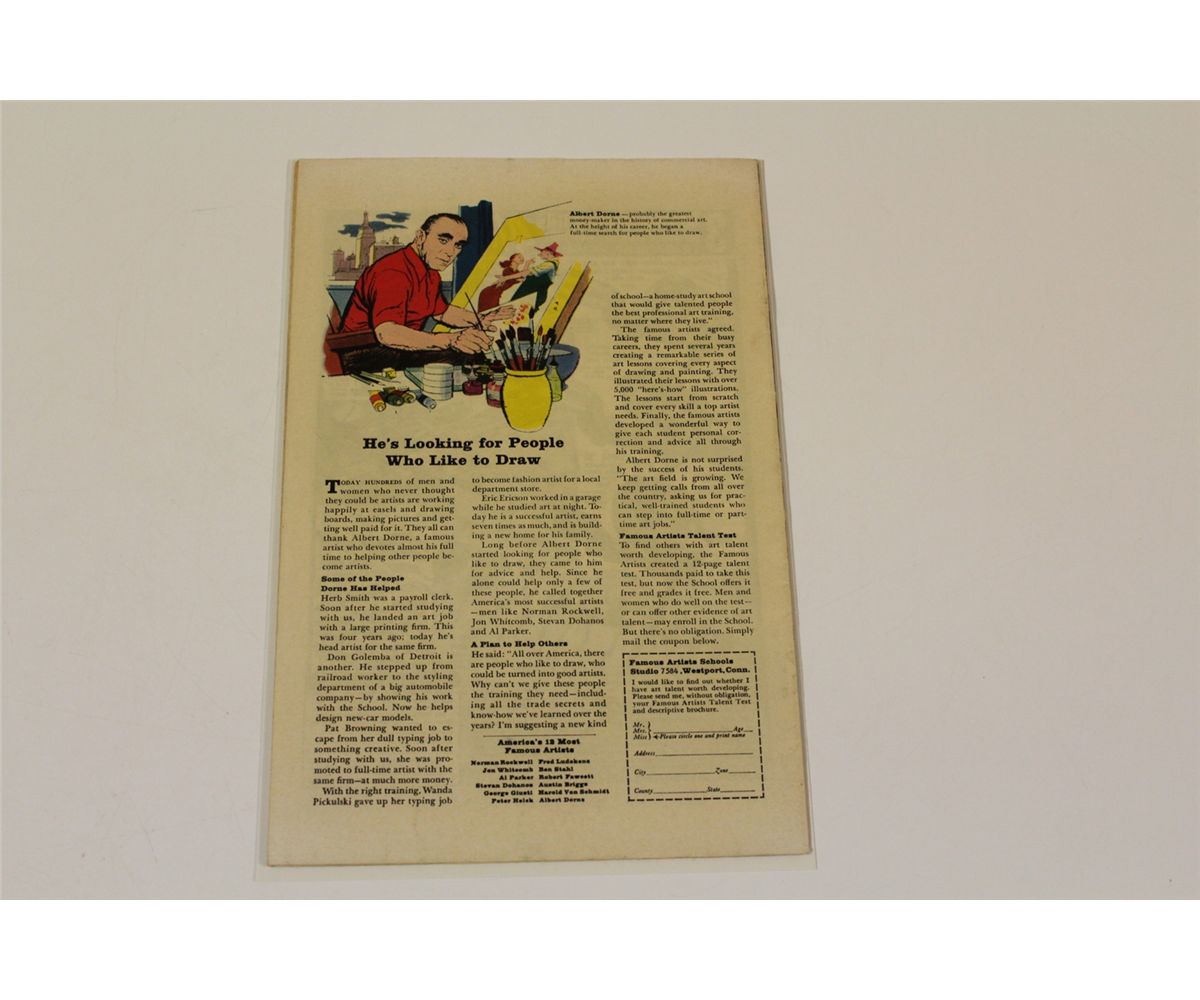 Albert Dorne — probably the greatest
money-maker in the history of commercial art.
At the height of his career, he began a
full-time search for people who like to draw.
He's Looking for People
Who Like to Draw
TODAY HUNDREDS of men and
women who never thought
they could be artists are working
happily at easels and drawing
boards, making pictures and get-
ting well paid for it. They all can
thank Albert Dorne, a famous
artist who devotes almost his full
time to helping other people be-
come artists.
Some of the People
Dorne Has Helped
Herb Smith was a payroll clerk.
Soon after he started studying
with us, he landed an art job
with a large printing firm. This
was four years ago; today he's
head artist for the same firm.
Don Golemba of Detroit is
another. He stepped up from
railroad worker to the styling
department of a big automobile
company—by showing his work
with the School. Now he helps
design new-car models.
Pat Browning wanted to es-
cape from her dull typing job to
something creative. Soon after
studying with us, she was pro-
moted to full-time artist with the
same firm—at much more money.
With the right training, Wanda
Pickulski gave up her typing job
to become fashion artist for a local
department store.
Eric Ericson worked in a garage
while he studied art at night. To-
day he is a successful artist, earns
seven times as much, and is build-
ing a new home for his family.
Long before Albert Dorne
started looking for people who
like to draw, they came to him
for advice and help. Since he
alone could help only a few of
these people, he called together
America's most successful artists
—men like Norman Rockwell,
Jon Whitcomb, Stevan Dohanos
and Al Parker.
A Plan to Help Others
He said: "All over America, there
are people who like to draw, who
could be turned into good artists.
Why can't we give these people
the training they need—includ-
ing all the trade secrets and
know-how we've learned over the
years? I'm suggesting a new kind
America's 12 Most
Famous Artists
Norman Rockwell Fred Ludekens
Jon Whitcomb Ben Stahl
Al Parker Robert Fawcett
Stevan Dohanos Austin Briggs
George Giusti Harold Von Schmidt
Peter Helck Albert Dorne
of school—a home-study art school
that would give talented people
the best professional art training,
no matter where they live."
The famous artists agreed.
Taking time from their busy
careers, they spent several years
creating a remarkable series of
art lessons covering every aspect
of drawing and painting. They
illustrated their lessons with over
5,000 "here's-how" illustrations.
The lessons start from scratch
and cover every skill a top artist
needs. Finally, the famous artists
developed a wonderful way to
give each student personal cor-
rection and advice all through
his training.
Albert Dorne is not surprised
by the success of his students.
"The art field is growing. We
keep getting calls from all over
the country, asking us for prac-
tical, well-trained students who
can step into full-time or part-
time art jobs."
Famous Artists Talent Test
To find others with art talent
worth developing, the Famous
Artists created a 12-page talent
test. Thousands paid to take this
test, but now the School offers it
free and grades it free. Men and
women who do well on the test—
or can offer other evidence of art
talent—may enroll in the School.
But there's no obligation. Simply
mail the coupon below.
Famous Artists Schools
Studio 7584, Westport, Conn.
I would like to find out whether I
have art talent worth developing.
Please send me, without obligation,
your Famous Artists Talent Test
and descriptive brochure.
Mr.
Mrs. Age
Miss Please circle one and print name
Address
City Zone
County State